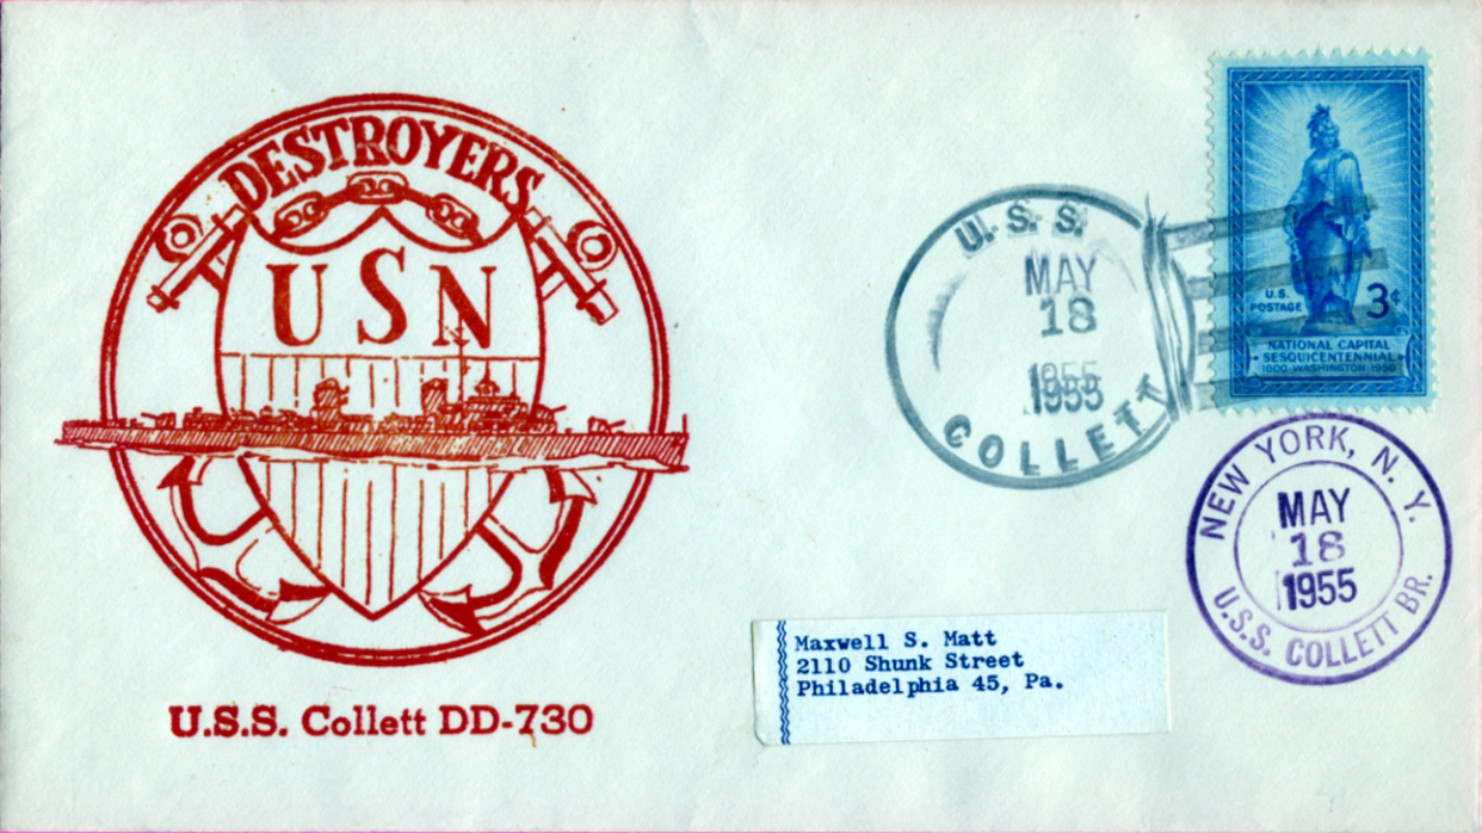 DESTROYERS
USN
U.S.S. Collett DD-730
U.S.S.
MAY
18
1955
COLLETT
U.S.
POSTAGE
3¢
NATIONAL CAPITAL
SESQUICENTENNIAL
1800 WASHINGTON 1950
NEW YORK, N. Y.
MAY
18
1955
U.S.S. COLLETT BR.
Maxwell S. Matt
2110 Shunk Street
Philadelphia 45, Pa.